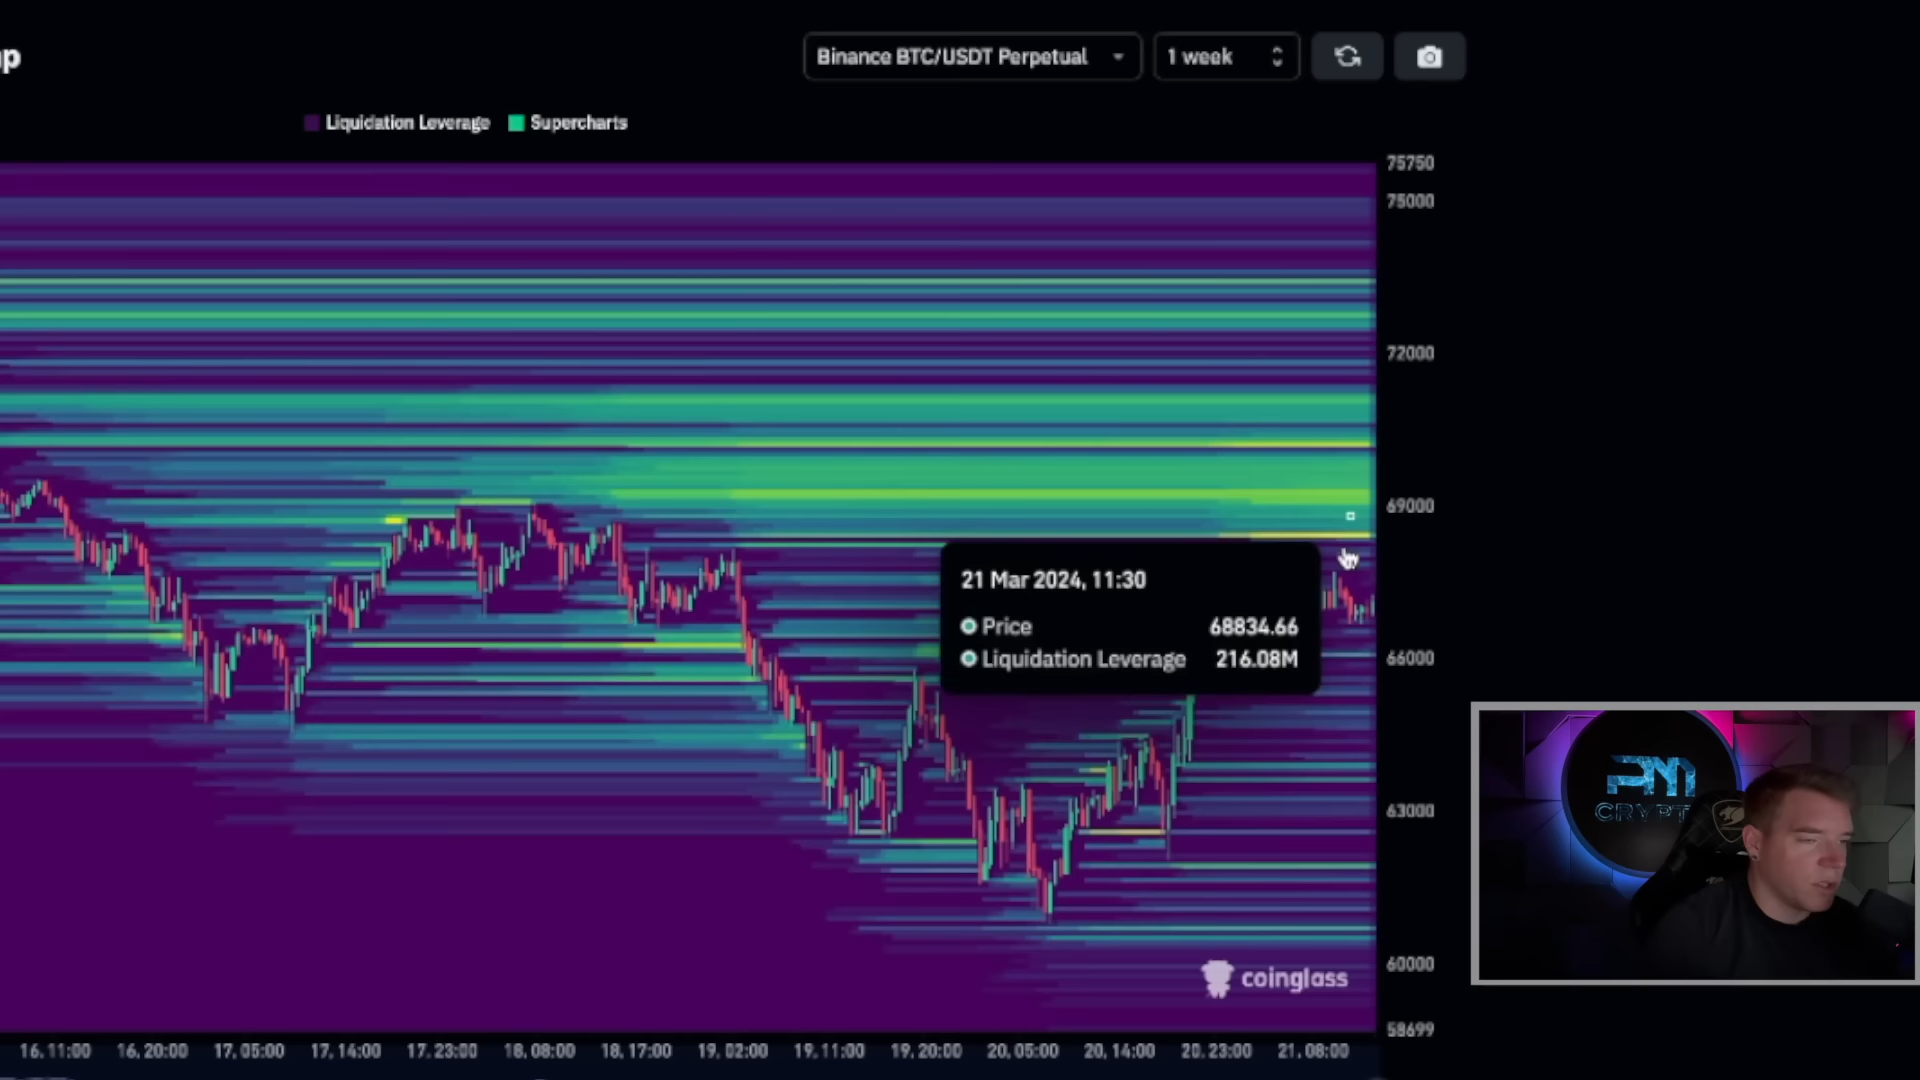 Binance BTC/USDT Perpetual
1 week
Liquidation Leverage
Supercharts
75750
75000
72000
69000
66000
63000
60000
58699
21 Mar 2024, 11:30
Price 68834.66
Liquidation Leverage 216.08M
coinglass
16, 11:00
16, 20:00
17, 05:00
17, 14:00
17, 23:00
18, 08:00
18, 17:00
19, 02:00
19, 11:00
19, 20:00
20, 05:00
20, 14:00
20, 23:00
21, 08:00
PM